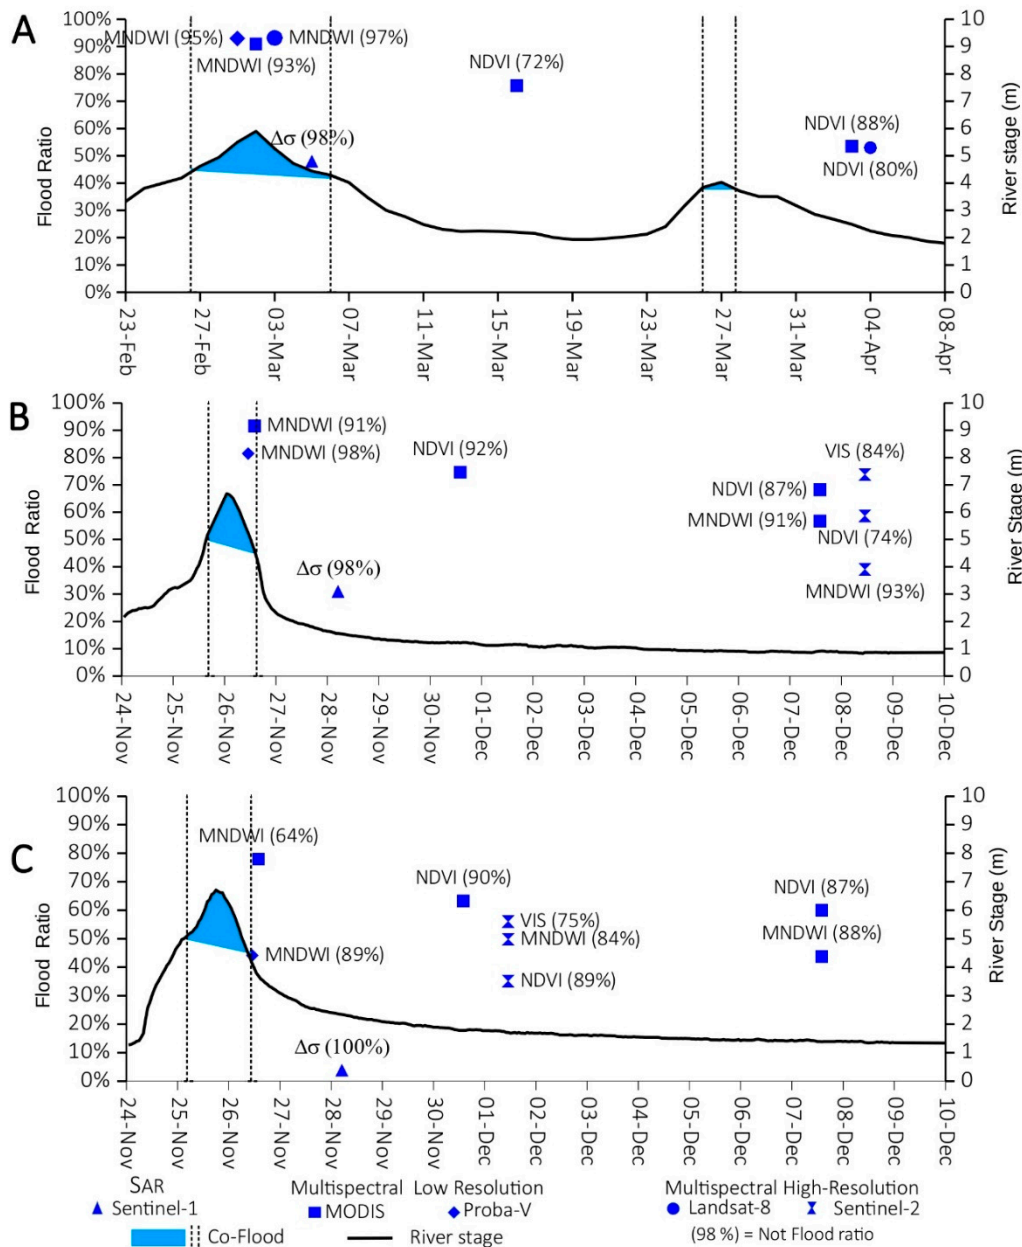 A
100% 10
90% MNDWI (95%) MNDWI (97%) 9
MNDWI (93%)
80% NDVI (72%) 8
70% 7
60% NDVI (88%) 6
Δσ (98%)
50% 5
NDVI (80%)
40% 4
30% 3
20% 2
10% 1
0% 0
Flood Ratio
River stage (m)
23-Feb 27-Feb 03-Mar 07-Mar 11-Mar 15-Mar 19-Mar 23-Mar 27-Mar 31-Mar 04-Apr 08-Apr
B
100% 10
90% MNDWI (91%) 9
80% MNDWI (98%) NDVI (92%) VIS (84%) 8
70% NDVI (87%) 7
60% MNDWI (91%) 6
50% NDVI (74%) 5
40% Δσ (98%) 4
MNDWI (93%)
30% 3
20% 2
10% 1
0% 0
Flood Ratio
River Stage (m)
24-Nov 25-Nov 26-Nov 27-Nov 28-Nov 29-Nov 30-Nov 01-Dec 02-Dec 03-Dec 04-Dec 05-Dec 06-Dec 07-Dec 08-Dec 10-Dec
C
100% 10
90% 9
MNDWI (64%)
80% 8
70% NDVI (90%) NDVI (87%) 7
60% VIS (75%) 6
50% MNDWI (84%) MNDWI (88%) 5
MNDWI (89%)
40% NDVI (89%) 4
30% 3
20% 2
10% Δσ (100%) 1
0% 0
Flood Ratio
River Stage (m)
24-Nov 25-Nov 26-Nov 27-Nov 28-Nov 29-Nov 30-Nov 01-Dec 02-Dec 03-Dec 04-Dec 05-Dec 06-Dec 07-Dec 08-Dec 10-Dec
SAR Multispectral Low Resolution Multispectral High-Resolution
Sentinel-1 MODIS Proba-V Landsat-8 Sentinel-2
Co-Flood River stage (98 %) = Not Flood ratio